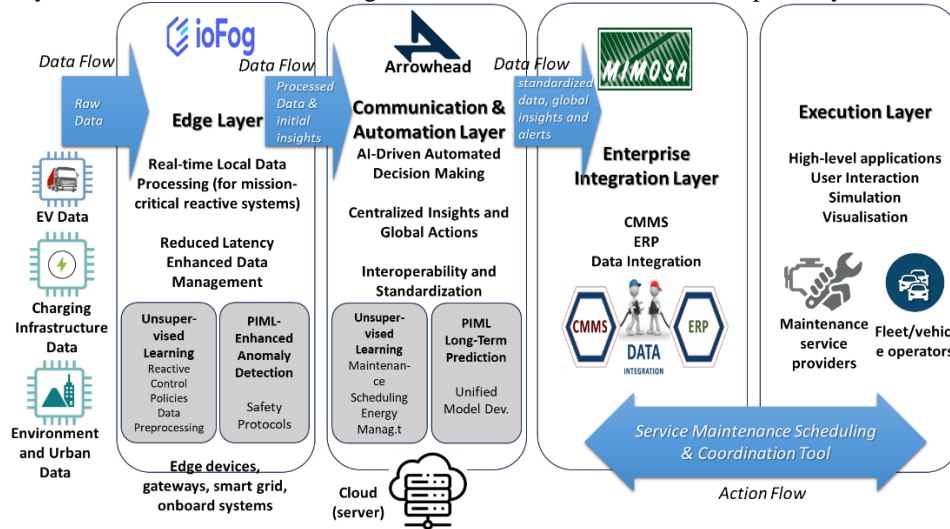 Data Flow
Raw
Data
EV Data
Charging
Infrastructure
Data
Environment
and Urban
Data
ioFog
Edge Layer
Real-time Local Data
Processing (for mission-
critical reactive systems)
Reduced Latency
Enhanced Data
Management
Unsuper-
vised
Learning
Reactive
Control
Policies
Data
Preprocessing
PIML-
Enhanced
Anomaly
Detection
Safety
Protocols
Edge devices,
gateways, smart grid,
onboard systems
Data Flow
Processed
Data &
initial
insights
Arrowhead
Communication &
Automation Layer
AI-Driven Automated
Decision Making
Centralized Insights and
Global Actions
Interoperability and
Standardization
Unsuper-
vised
Learning
Maintenan-
ce
Scheduling
Energy
Manag.t
PIML
Long-Term
Prediction
Unified
Model Dev.
Cloud
(server)
Data Flow
standardized
data, global
insights and
alerts
MIMOSA
Enterprise
Integration Layer
CMMS
ERP
Data Integration
CMMS
ERP
DATA
INTEGRATION
Execution Layer
High-level applications
User Interaction
Simulation
Visualisation
Maintenance
service
providers
Fleet/vehicl
e operators
Service Maintenance Scheduling
& Coordination Tool
Action Flow